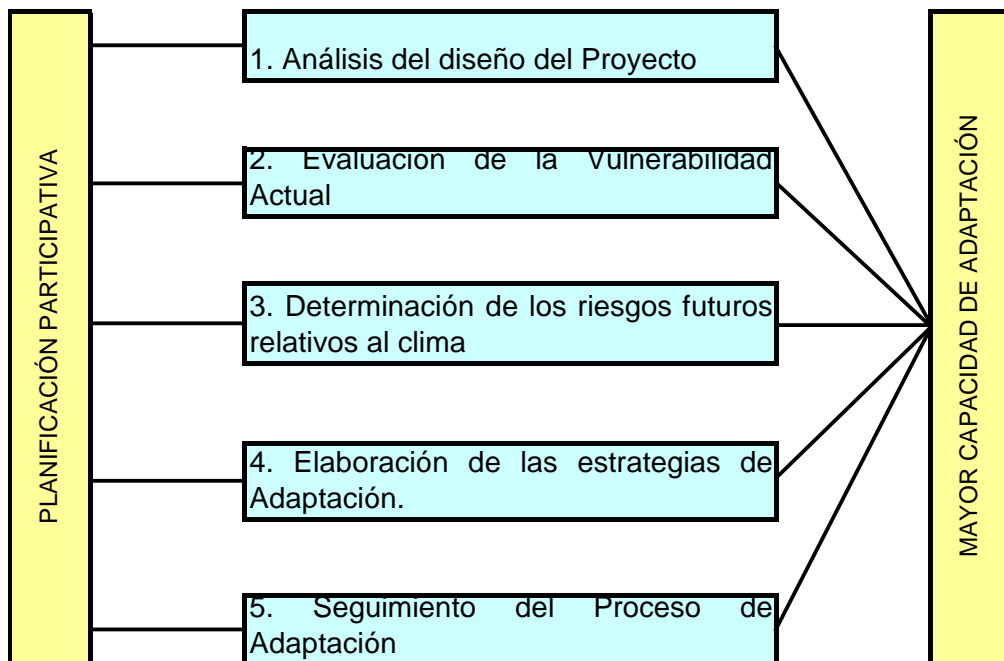 PLANIFICACIÓN PARTICIPATIVA
1. Análisis del diseño del Proyecto
2. Evaluación de la Vulnerabilidad
Actual
3. Determinación de los riesgos futuros
relativos al clima
4. Elaboración de las estrategias de
Adaptación.
5. Seguimiento del Proceso de
Adaptación
MAYOR CAPACIDAD DE ADAPTACIÓN